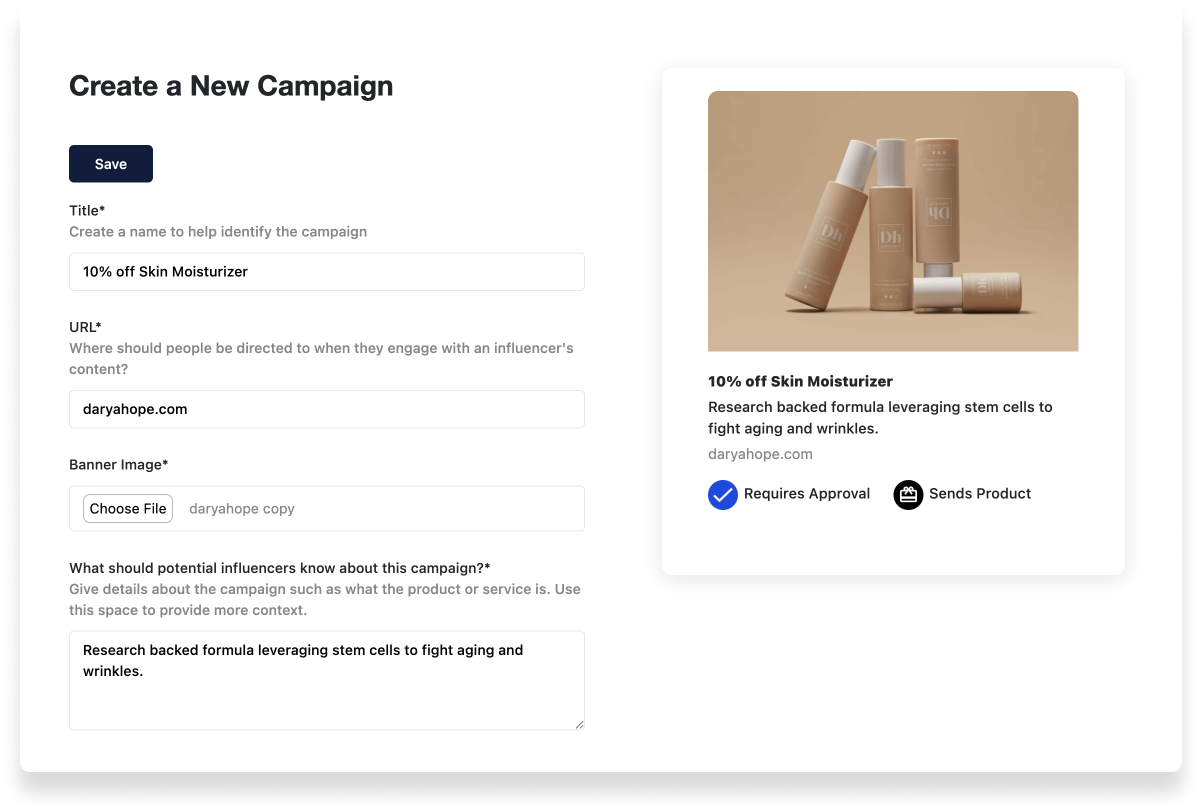 Create a New Campaign
Save
Title*
Create a name to help identify the campaign
10% off Skin Moisturizer
URL*
Where should people be directed to when they engage with an influencer's
content?
daryahope.com
Banner Image*
Choose File daryahope copy
What should potential influencers know about this campaign?*
Give details about the campaign such as what the product or service is. Use
this space to provide more context.
Research backed formula leveraging stem cells to fight aging and
wrinkles.
Dh
Dh
Dh
Dh
10% off Skin Moisturizer
Research backed formula leveraging stem cells to
fight aging and wrinkles.
daryahope.com
Requires Approval Sends Product